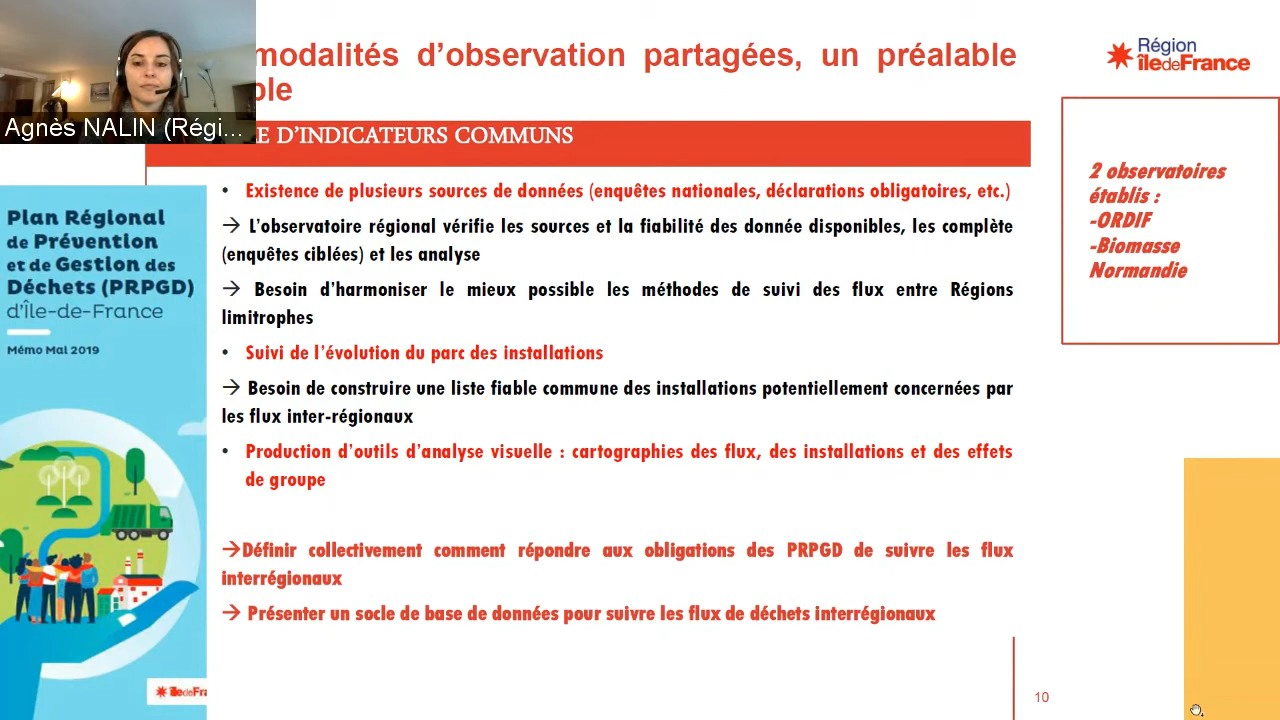 modalités d’observation partagées, un préalable
ble
Agnès NALIN (Régi...
E D’INDICATEURS COMMUNS
Région
îledeFrance
2 observatoires
établis :
-ORDIF
-Biomasse
Normandie
• Existence de plusieurs sources de données (enquêtes nationales, déclarations obligatoires, etc.)
→ L’observatoire régional vérifie les sources et la fiabilité des donnée disponibles, les complète
(enquêtes ciblées) et les analyse
→ Besoin d’harmoniser le mieux possible les méthodes de suivi des flux entre Régions
limitrophes
• Suivi de l’évolution du parc des installations
→ Besoin de construire une liste fiable commune des installations potentiellement concernées par
les flux inter-régionaux
• Production d’outils d’analyse visuelle : cartographies des flux, des installations et des effets
de groupe
→Définir collectivement comment répondre aux obligations des PRPGD de suivre les flux
interrégionaux
→ Présenter un socle de base de données pour suivre les flux de déchets interrégionaux
Plan Régional
de Prévention
et de Gestion des
Déchets (PRPGD)
d’Île-de-France
Mémo Mai 2019
îledeFra
10